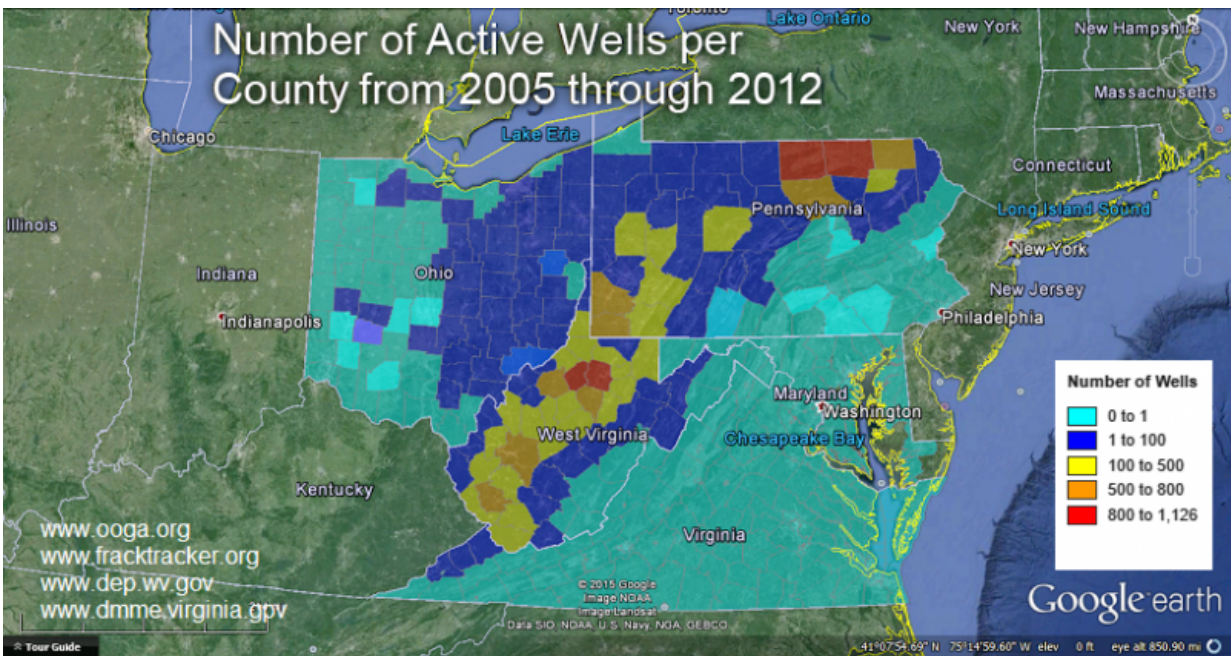 Number of Active Wells per
County from 2005 through 2012
Lake Ontario
New York
New Hampshire
Massachusetts
Chicago
Lake Erie
Connecticut
Long Island Sound
Illinois
Pennsylvania
New York
Indiana
Ohio
New Jersey
Indianapolis
Philadelphia
Maryland
Washington
West Virginia
Chesapeake Bay
Kentucky
Virginia
Number of Wells
0 to 1
1 to 100
100 to 500
500 to 800
800 to 1,126
www.ooga.org
www.fracktracker.org
www.dep.wv.gov
www.dmme.virginia.gov
© 2015 Google
Image NOAA
Image Landsat
Data SIO, NOAA, U.S. Navy, NGA, GEBCO
Google earth
Tour Guide
41°07'54.69" N 75°14'59.60" W elev 0 ft eye alt 850.90 mi